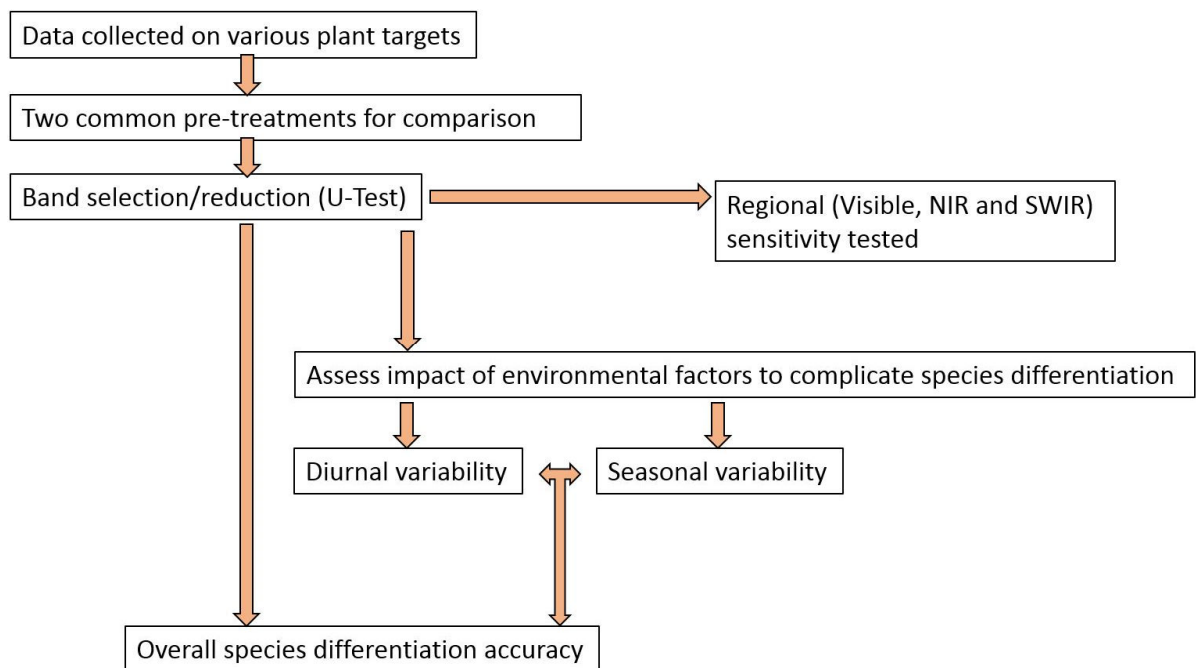 Data collected on various plant targets
Two common pre-treatments for comparison
Band selection/reduction (U-Test)
Regional (Visible, NIR and SWIR)
sensitivity tested
Assess impact of environmental factors to complicate species differentiation
Diurnal variability
Seasonal variability
Overall species differentiation accuracy